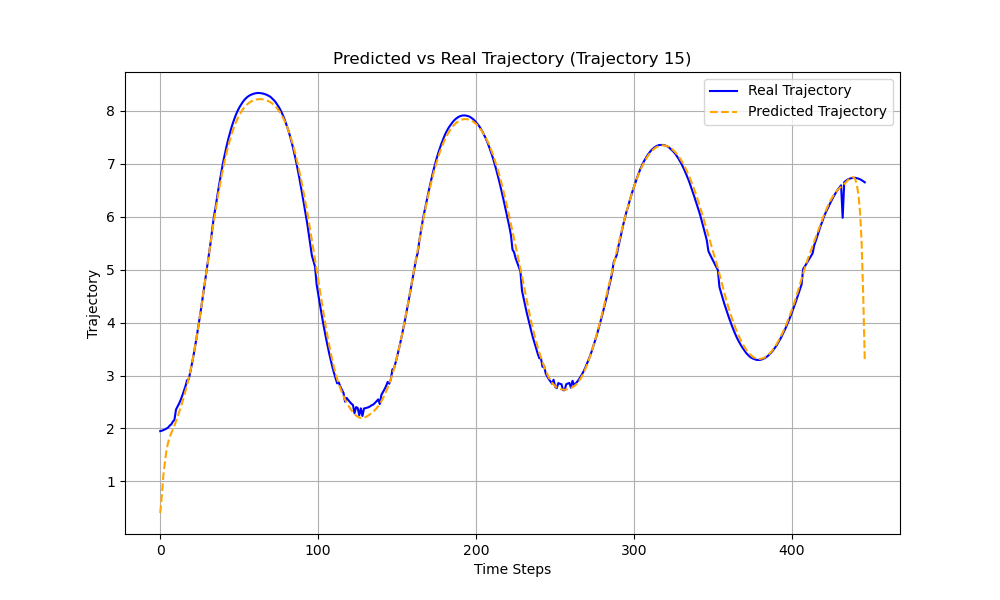 Predicted vs Real Trajectory (Trajectory 15)
Real Trajectory
Predicted Trajectory
8
7
6
5
4
3
2
1
Trajectory
0 100 200 300 400
Time Steps